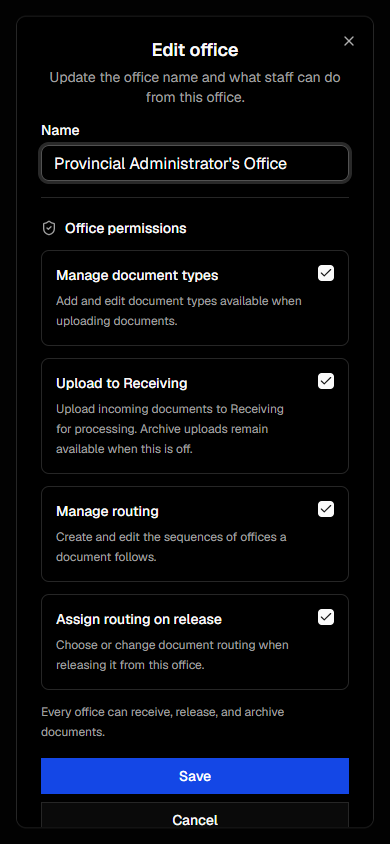 Edit office
Update the office name and what staff can do
from this office.
Name
Provincial Administrator's Office
Office permissions
Manage document types
Add and edit document types available when
uploading documents.
Upload to Receiving
Upload incoming documents to Receiving
for processing. Archive uploads remain
available when this is off.
Manage routing
Create and edit the sequences of offices a
document follows.
Assign routing on release
Choose or change document routing when
releasing it from this office.
Every office can receive, release, and archive
documents.
Save
Cancel